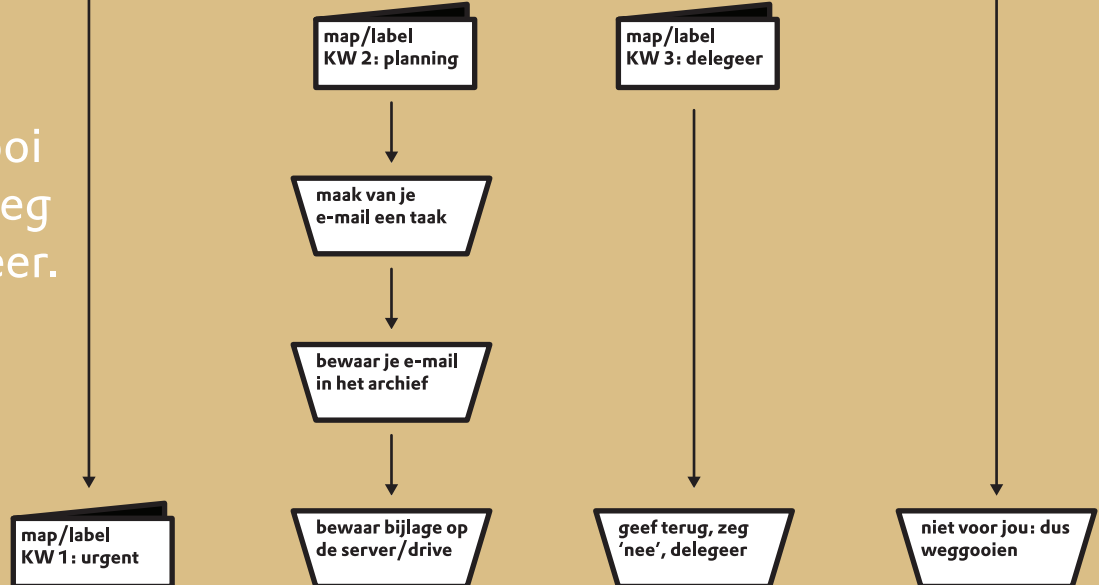 map/label
KW 2: planning
map/label
KW 3: delegeer
maak van je
e-mail een taak
bewaar je e-mail
in het archief
map/label
KW 1: urgent
bewaar bijlage op
de server/drive
geef terug, zeg
‘nee’, delegeer
niet voor jou: dus
weggooien